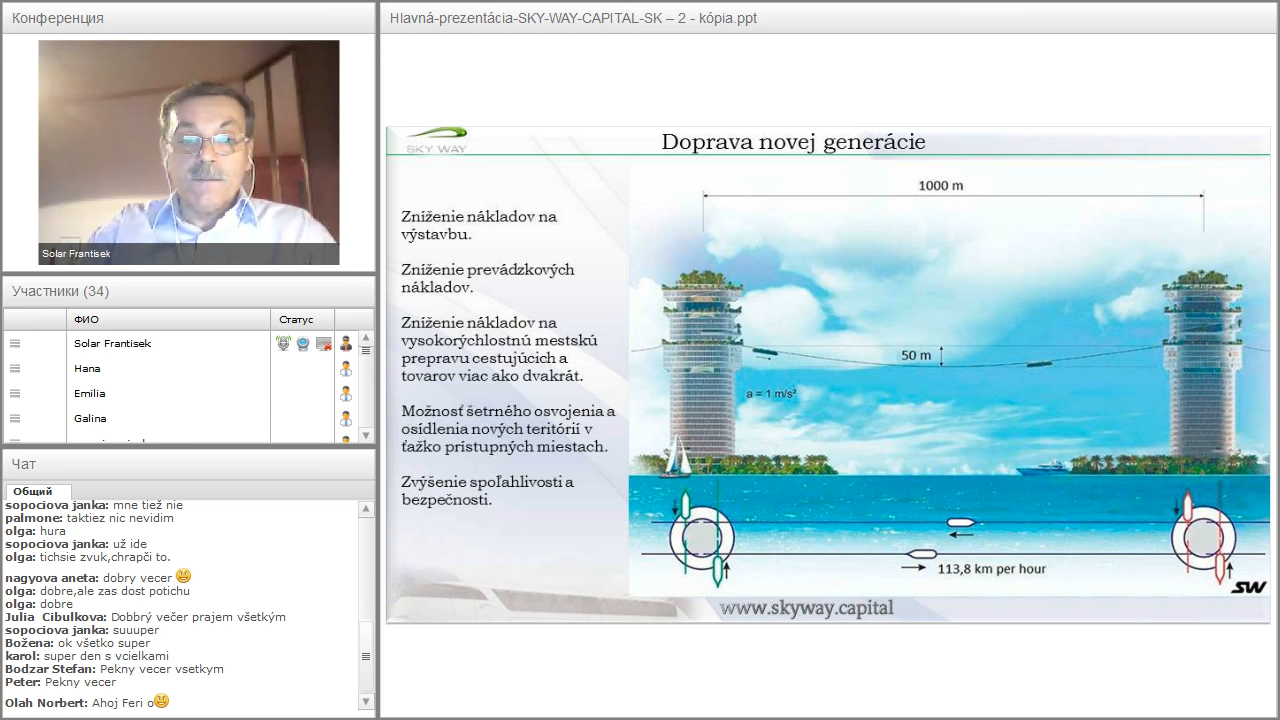 Конференция
Solar Frantisek
Участники (34)
ФИО Статус
Solar Frantisek
Hana
Emilia
Galina
Чат
Общий
sopociova janka: mne tiež nie
palmone: taktiez nic nevidim
olga: hura
sopociova janka: už ide
olga: tichsie zvuk,chrapči to.
nagyova aneta: dobry vecer
olga: dobre,ale zas dost potichu
olga: dobre
Julia Cibulkova: Dobbrý večer prajem všetkým
sopociova janka: suuuper
Božena: ok všetko super
karol: super den s vcielkami
Bodzar Stefan: Pekny vecer vsetkym
Peter: Pekny vecer
Olah Norbert: Ahoj Feri o
Hlavná-prezentácia-SKY-WAY-CAPITAL-SK – 2 - kópia.ppt
SKY WAY
Doprava novej generácie
Zníženie nákladov na
výstavbu.
Zníženie prevádzkových
nákladov.
Zníženie nákladov na
vysokorýchlostnú mestskú
prepravu cestujúcich a
tovarov viac ako dvakrát.
Možnosť šetrného osvojenia a
osídlenia nových teritórií v
ťažko prístupných miestach.
Zvýšenie spoľahlivosti a
bezpečnosti.
1000 m
50 m
a = 1 m/s²
113,8 km per hour
SW
www.skyway.capital